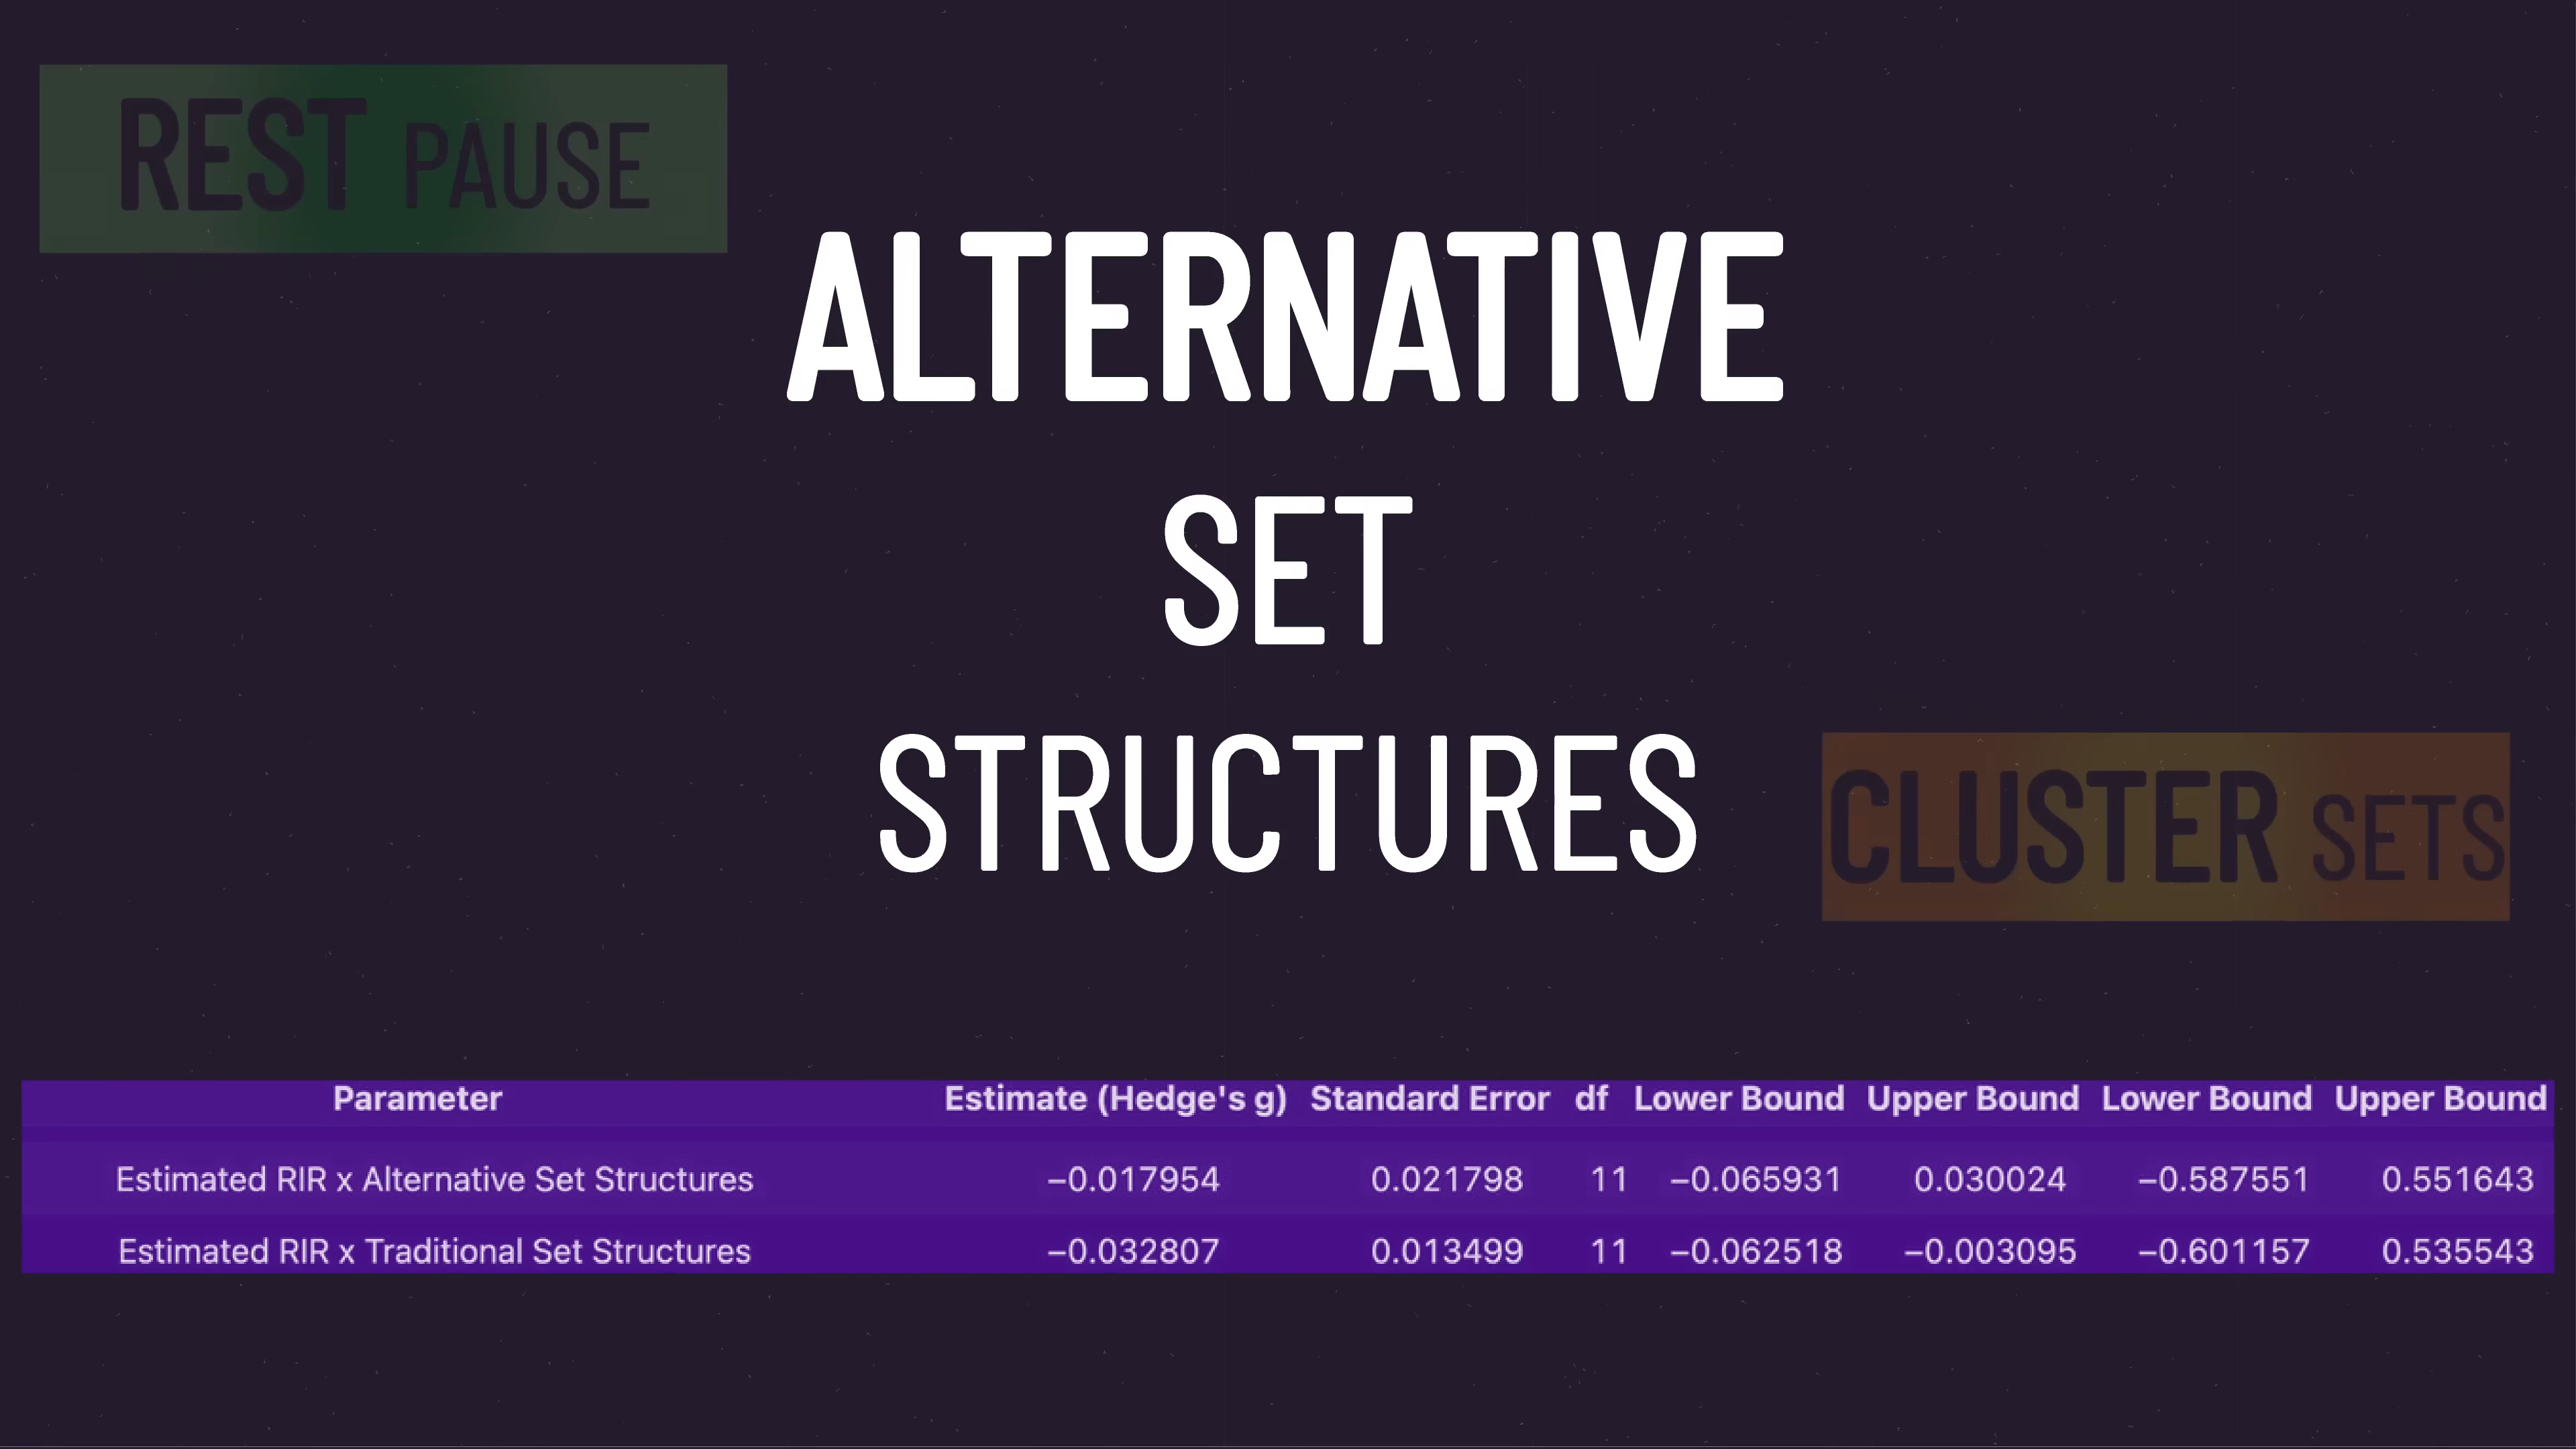 REST PAUSE
ALTERNATIVE
SET
STRUCTURES
CLUSTER SETS
Parameter Estimate (Hedge's g) Standard Error df Lower Bound Upper Bound Lower Bound Upper Bound
Estimated RIR x Alternative Set Structures −0.017954 0.021798 11 −0.065931 0.030024 −0.587551 0.551643
Estimated RIR x Traditional Set Structures −0.032807 0.013499 11 −0.062518 −0.003095 −0.601157 0.535543